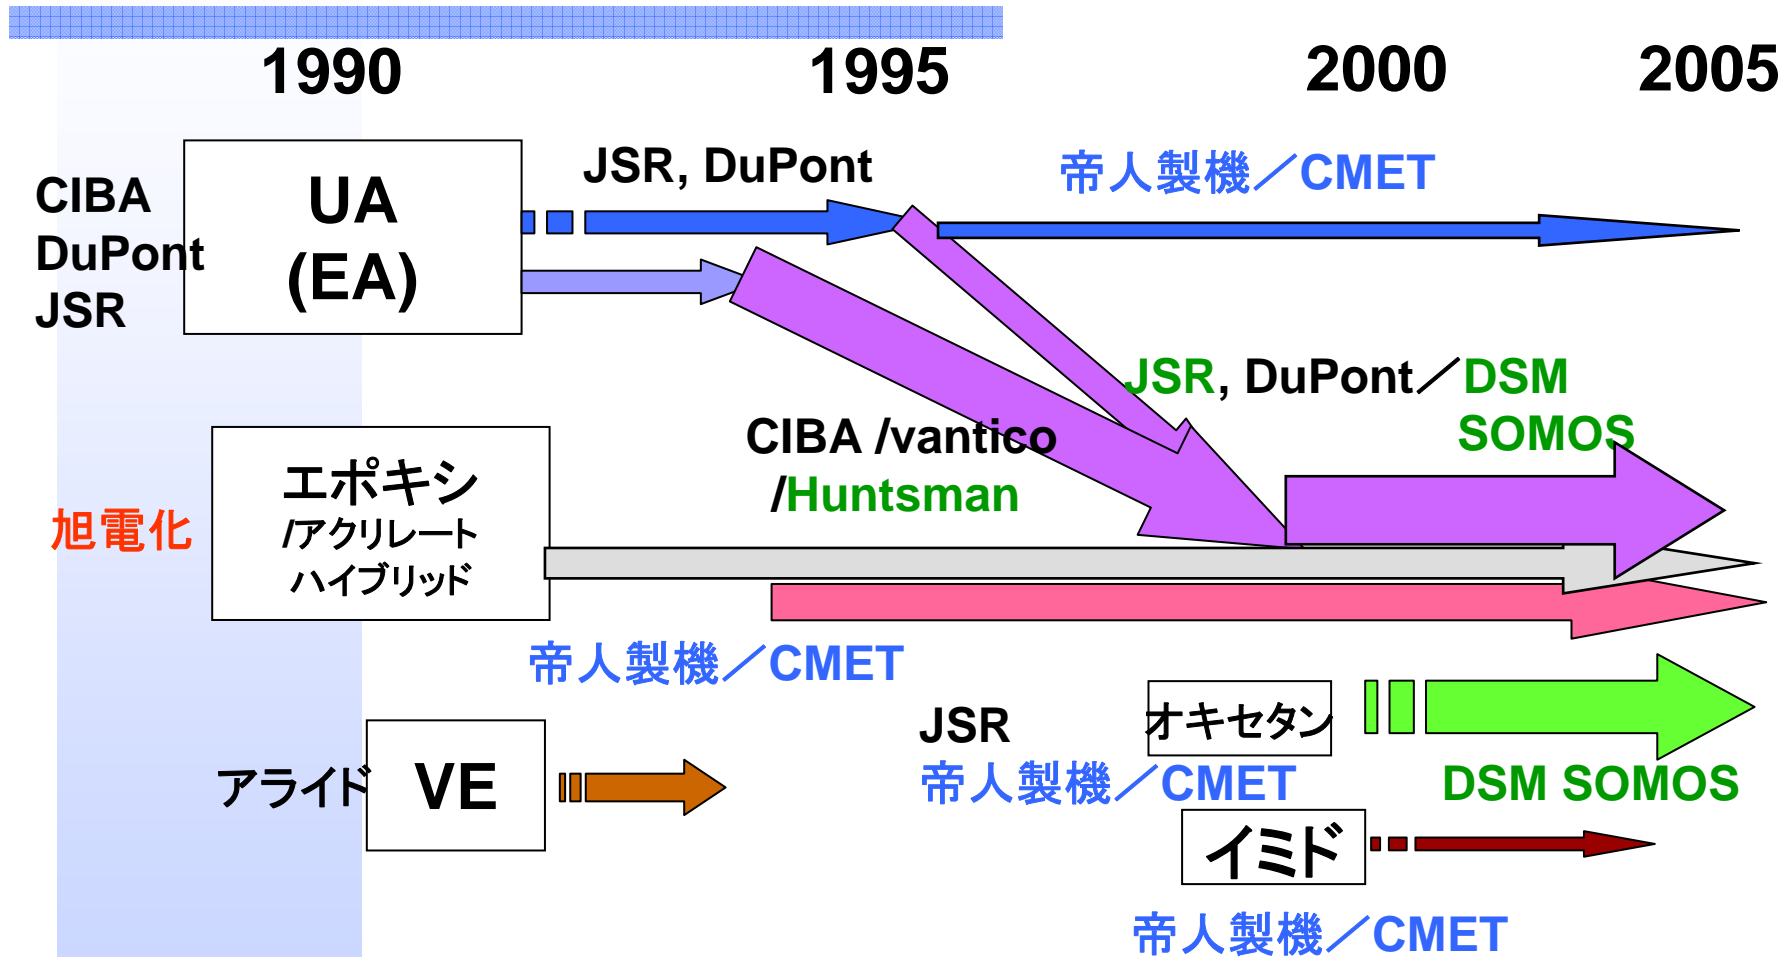 1990
1995
2000
2005
CIBA
DuPont
JSR
UA
(EA)
JSR, DuPont
帝人製機／CMET
JSR, DuPont／DSM
SOMOS
CIBA /vantico
/Huntsman
旭電化
エポキシ
/アクリレート
ハイブリッド
帝人製機／CMET
アライド
VE
JSR
帝人製機／CMET
オキセタン
DSM SOMOS
イミド
帝人製機／CMET